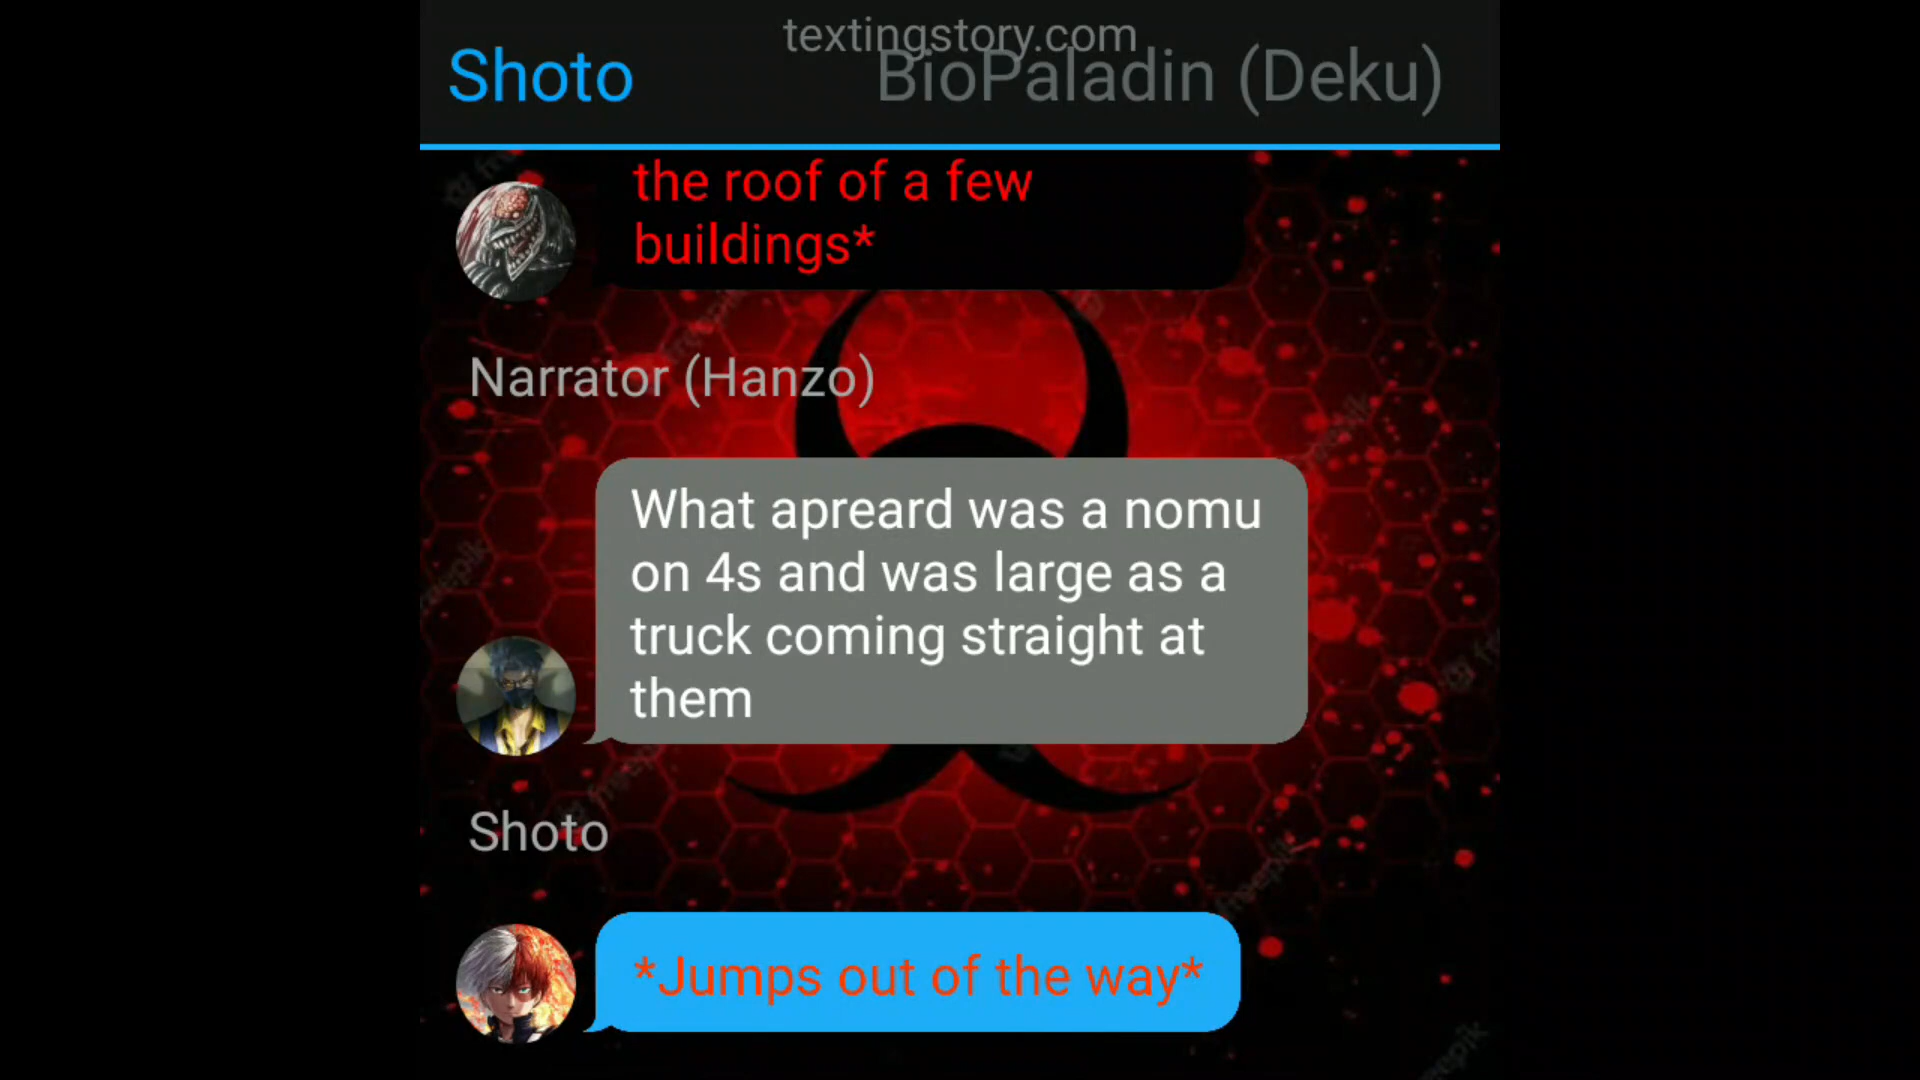 textingstory.com
Shoto
BioPaladin (Deku)
the roof of a few
buildings*
Narrator (Hanzo)
What apreard was a nomu
on 4s and was large as a
truck coming straight at
them
Shoto
*Jumps out of the way*